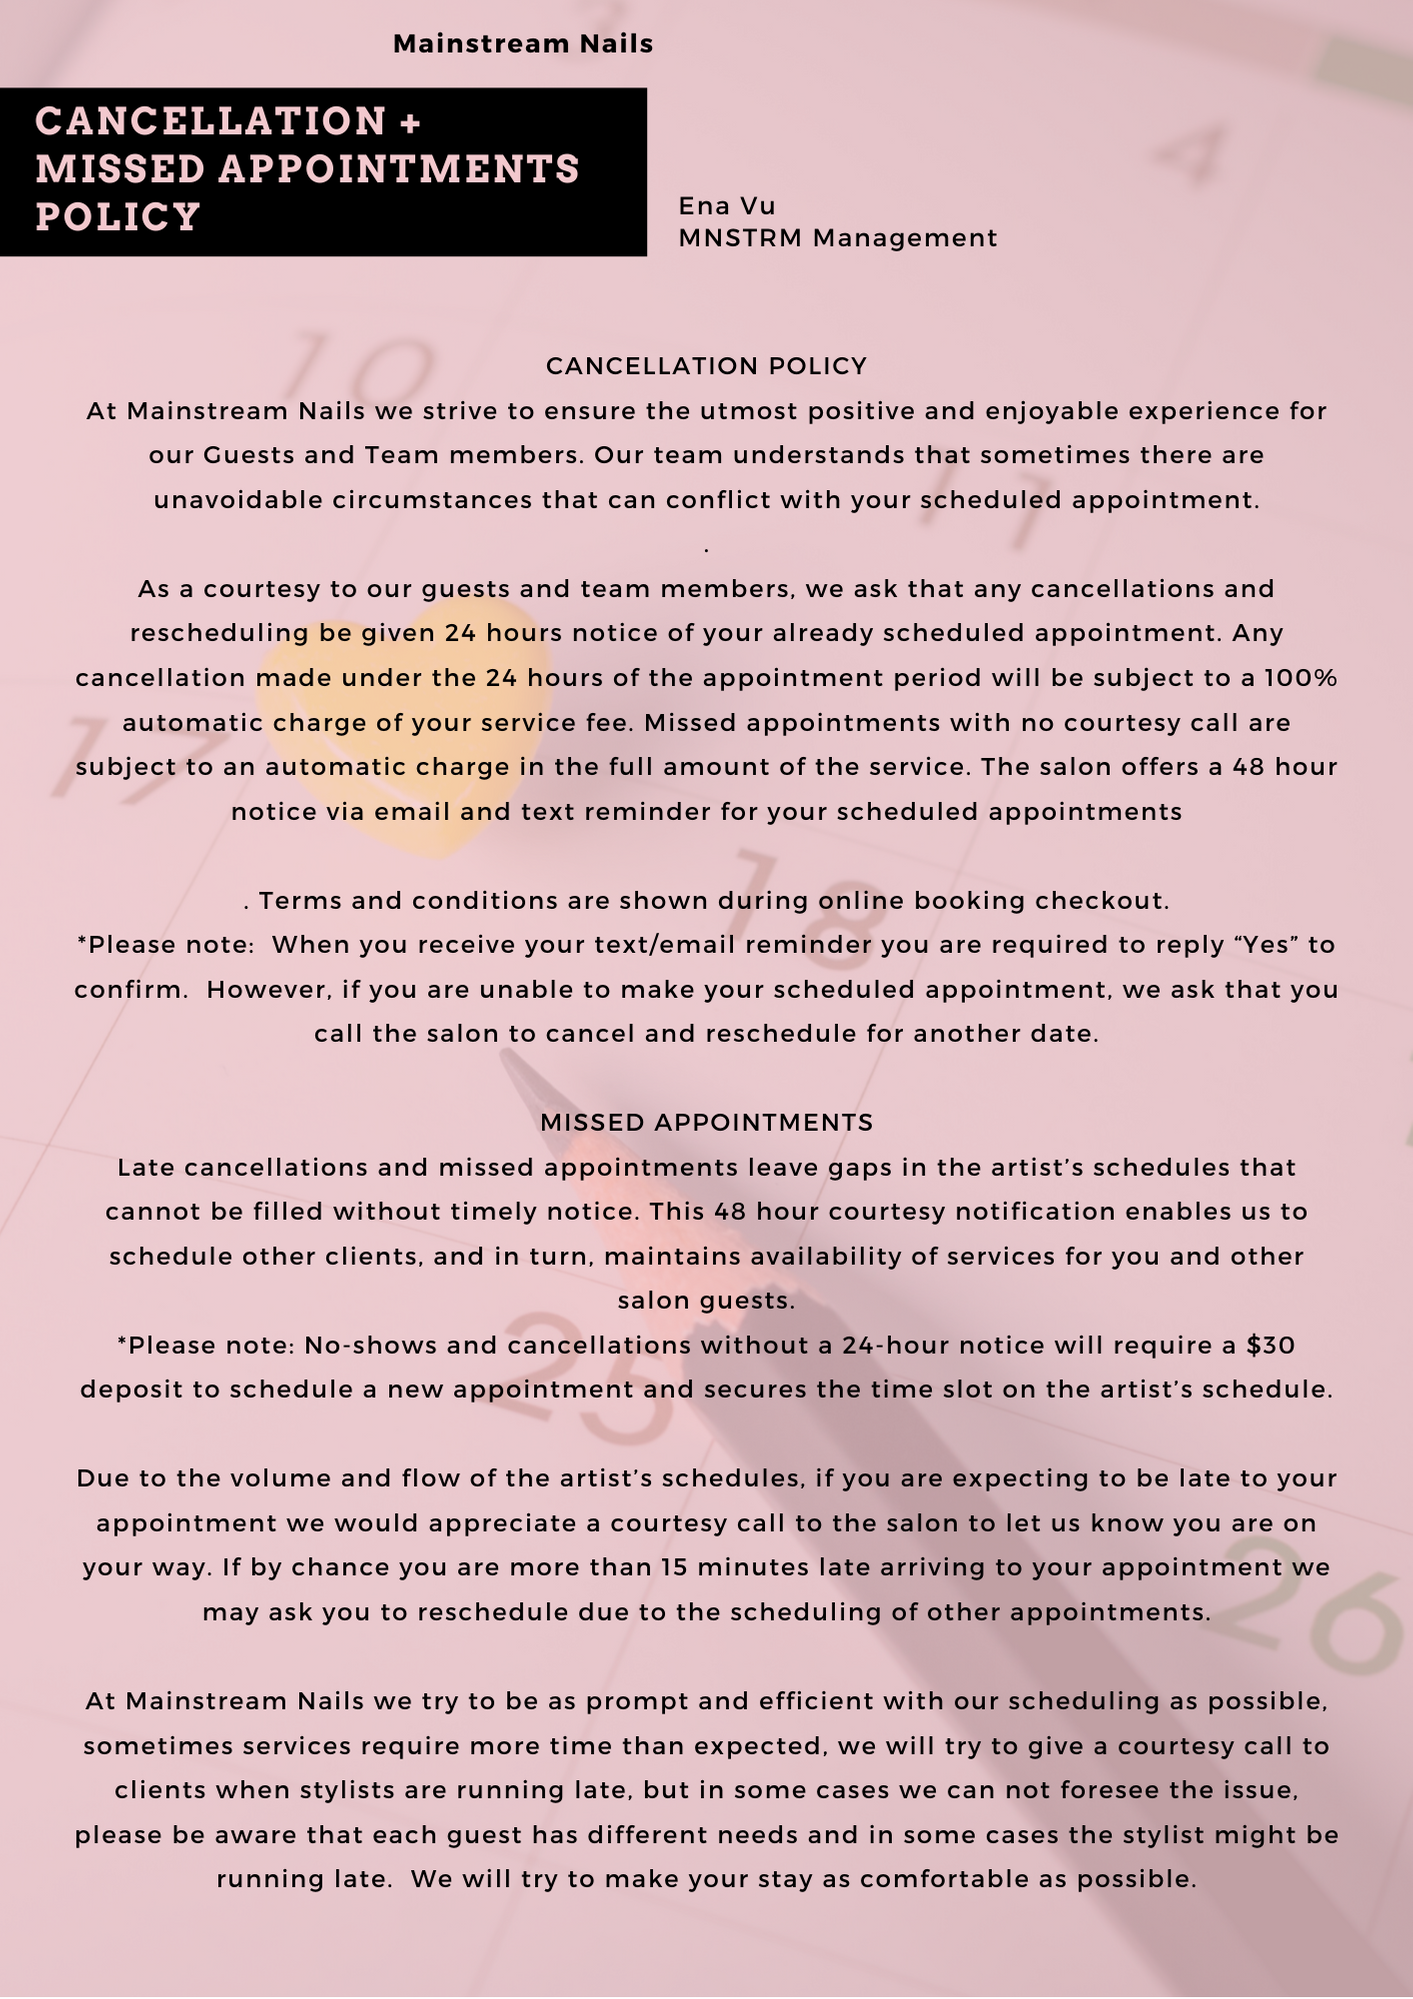 Mainstream Nails
CANCELLATION +
MISSED APPOINTMENTS
POLICY
Ena Vu
MNSTRM Management
3
4
10
11
17
18
25
26
CANCELLATION POLICY
At Mainstream Nails we strive to ensure the utmost positive and enjoyable experience for
our Guests and Team members. Our team understands that sometimes there are
unavoidable circumstances that can conflict with your scheduled appointment.
.
As a courtesy to our guests and team members, we ask that any cancellations and
rescheduling be given 24 hours notice of your already scheduled appointment. Any
cancellation made under the 24 hours of the appointment period will be subject to a 100%
automatic charge of your service fee. Missed appointments with no courtesy call are
subject to an automatic charge in the full amount of the service. The salon offers a 48 hour
notice via email and text reminder for your scheduled appointments
. Terms and conditions are shown during online booking checkout.
*Please note:  When you receive your text/email reminder you are required to reply “Yes” to
confirm.  However, if you are unable to make your scheduled appointment, we ask that you
call the salon to cancel and reschedule for another date.
MISSED APPOINTMENTS
Late cancellations and missed appointments leave gaps in the artist’s schedules that
cannot be filled without timely notice. This 48 hour courtesy notification enables us to
schedule other clients, and in turn, maintains availability of services for you and other
salon guests.
*Please note: No-shows and cancellations without a 24-hour notice will require a $30
deposit to schedule a new appointment and secures the time slot on the artist’s schedule.
Due to the volume and flow of the artist’s schedules, if you are expecting to be late to your
appointment we would appreciate a courtesy call to the salon to let us know you are on
your way. If by chance you are more than 15 minutes late arriving to your appointment we
may ask you to reschedule due to the scheduling of other appointments.
At Mainstream Nails we try to be as prompt and efficient with our scheduling as possible,
sometimes services require more time than expected, we will try to give a courtesy call to
clients when stylists are running late, but in some cases we can not foresee the issue,
please be aware that each guest has different needs and in some cases the stylist might be
running late.  We will try to make your stay as comfortable as possible.